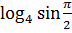 log₄ sin π/2